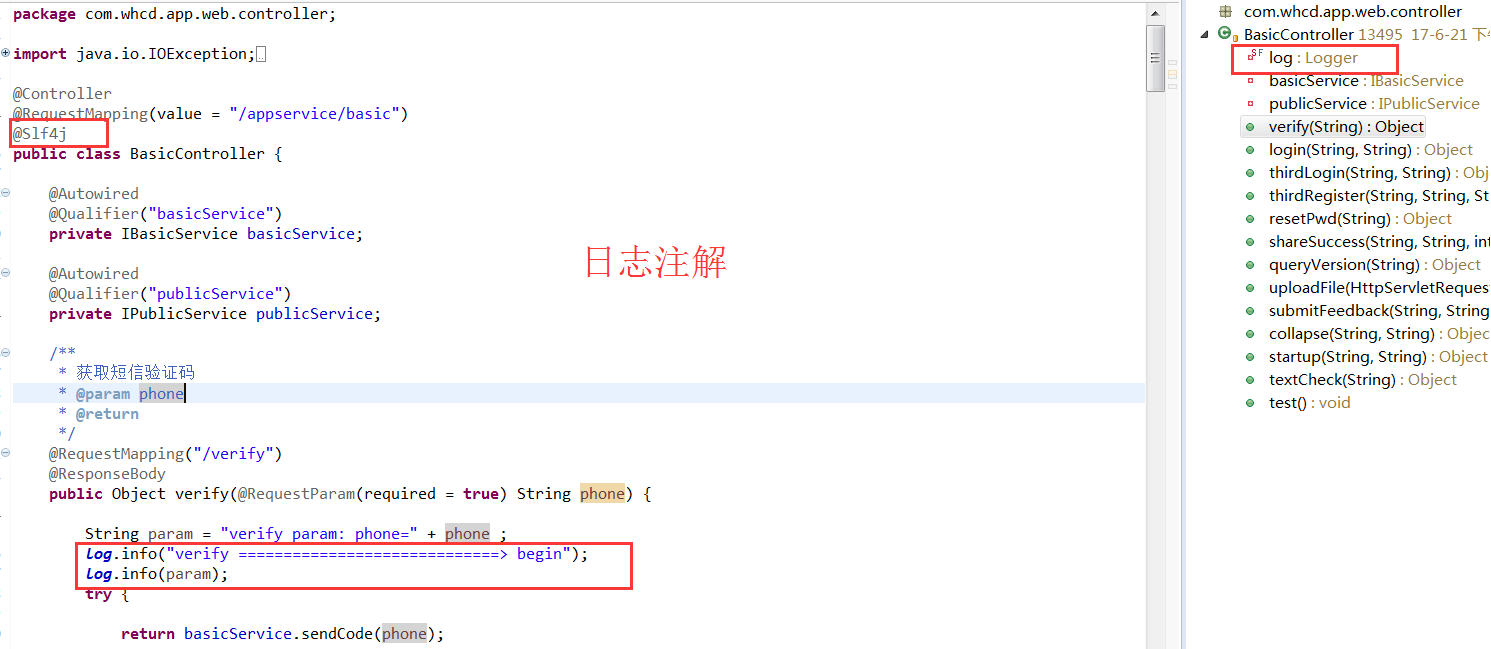 package com.whcd.app.web.controller;
import java.io.IOException;
@Controller
@RequestMapping(value = "/appservice/basic")
@Slf4j
public class BasicController {
@Autowired
@Qualifier("basicService")
private IBasicService basicService;
@Autowired
@Qualifier("publicService")
private IPublicService publicService;
/**
* 获取短信验证码
* @param phone
* @return
*/
@RequestMapping("/verify")
@ResponseBody
public Object verify(@RequestParam(required = true) String phone) {
String param = "verify param: phone=" + phone ;
log.info("verify =============================> begin");
log.info(param);
try {
return basicService.sendCode(phone);
日志注解
com.whcd.app.web.controller
BasicController 13495 17-6-21 下
log : Logger
basicService : IBasicService
publicService : IPublicService
verify(String) : Object
login(String, String) : Object
thirdLogin(String, String) : Obj
thirdRegister(String, String, St
resetPwd(String) : Object
shareSuccess(String, String, int
queryVersion(String) : Object
uploadFile(HttpServletReques
submitFeedback(String, String
collapse(String, String) : Objec
startup(String, String) : Object
textCheck(String) : Object
test() : void